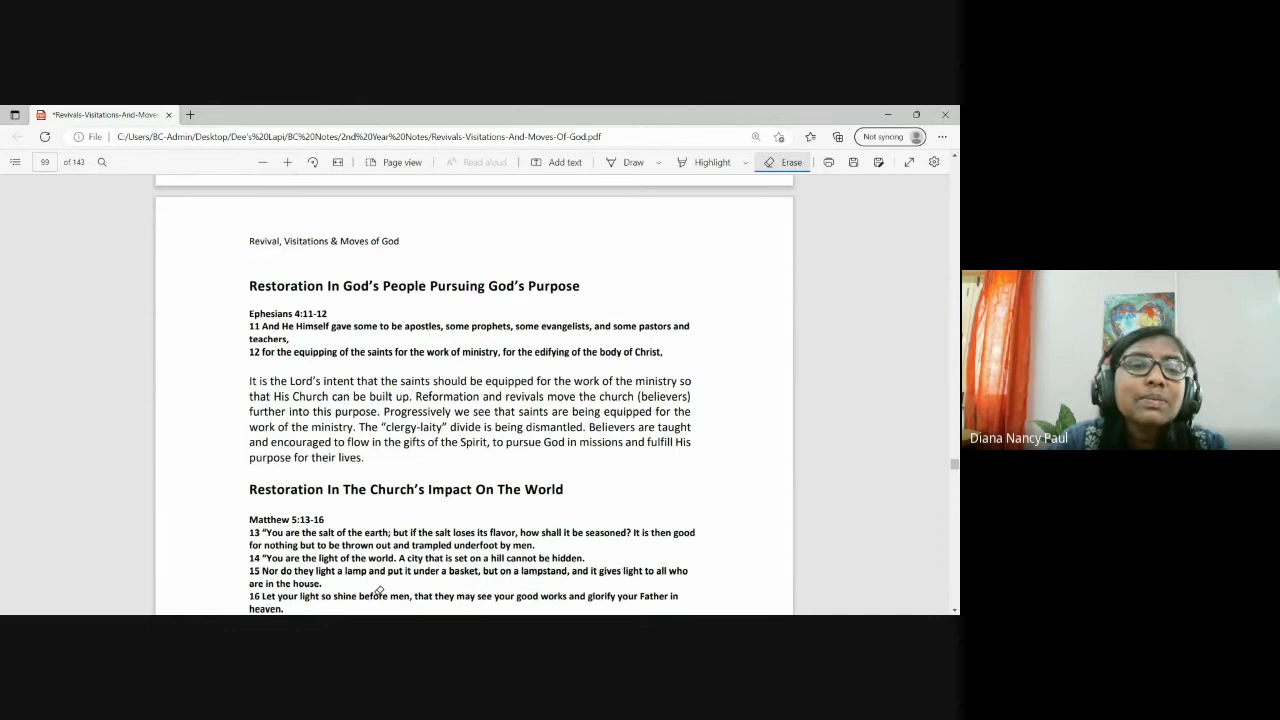 *Revivals-Visitations-And-Moves
File
C:/Users/BC-Admin/Desktop/Dee's%20Lapi/BC%20Notes/2nd%20Year%20Notes/Revivals-Visitations-And-Moves-Of-God.pdf
Not syncing
99 of 143
Page view
Read aloud
Add text
Draw
Highlight
Erase
Revival, Visitations & Moves of God
Restoration In God's People Pursuing God's Purpose
Ephesians 4:11-12
11 And He Himself gave some to be apostles, some prophets, some evangelists, and some pastors and
teachers,
12 for the equipping of the saints for the work of ministry, for the edifying of the body of Christ,
It is the Lord's intent that the saints should be equipped for the work of the ministry so
that His Church can be built up. Reformation and revivals move the church (believers)
further into this purpose. Progressively we see that saints are being equipped for the
work of the ministry. The “clergy-laity” divide is being dismantled. Believers are taught
and encouraged to flow in the gifts of the Spirit, to pursue God in missions and fulfill His
purpose for their lives.
Restoration In The Church's Impact On The World
Matthew 5:13-16
13 “You are the salt of the earth; but if the salt loses its flavor, how shall it be seasoned? It is then good
for nothing but to be thrown out and trampled underfoot by men.
14 “You are the light of the world. A city that is set on a hill cannot be hidden.
15 Nor do they light a lamp and put it under a basket, but on a lampstand, and it gives light to all who
are in the house.
16 Let your light so shine before men, that they may see your good works and glorify your Father in
heaven.
Diana Nancy Paul